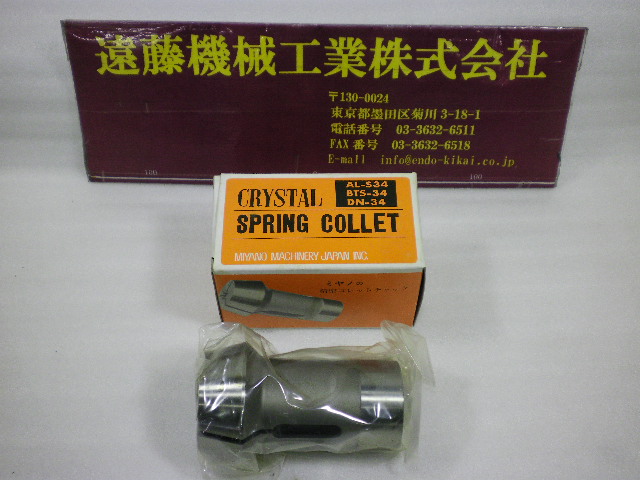 遠藤機械工業株式会社
〒130-0024
東京都墨田区菊川 3-18-1
電話番号 03-3632-6511
FAX 番号 03-3632-6518
E-mail info@endo-kikai.co.jp
100
CRYSTAL
AL-S34
BTS-34
DN-34
SPRING COLLET
MIYANO MACHINERY JAPAN INC.
ミヤノの